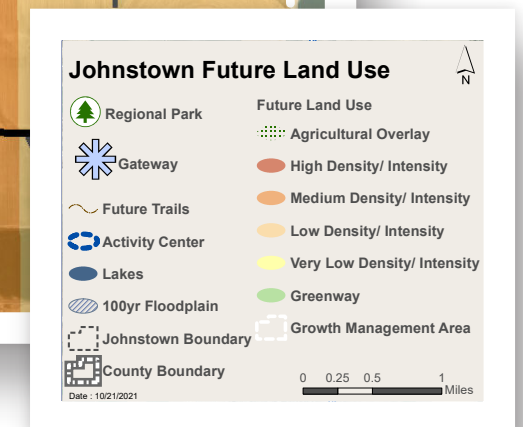 Johnstown Future Land Use
N
Regional Park
Gateway
Future Trails
Activity Center
Lakes
100yr Floodplain
Johnstown Boundary
County Boundary
Date : 10/21/2021
Future Land Use
Agricultural Overlay
High Density/ Intensity
Medium Density/ Intensity
Low Density/ Intensity
Very Low Density/ Intensity
Greenway
Growth Management Area
0 0.25 0.5 1
Miles